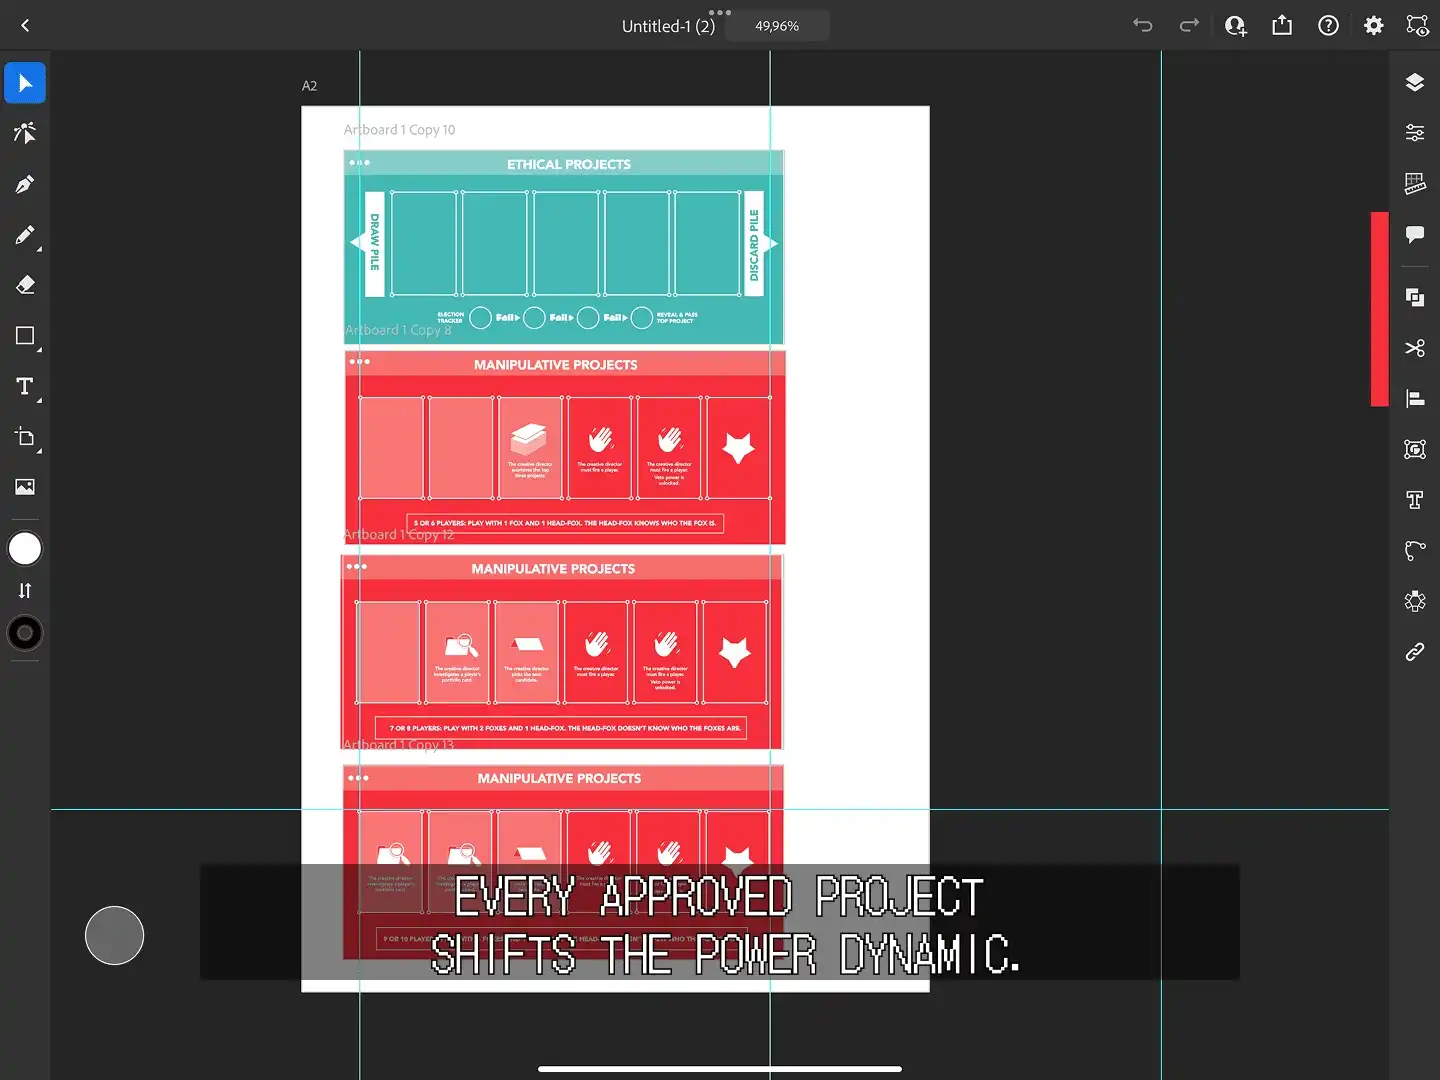 Untitled-1 (2)
49,96%
A2
Artboard 1 Copy 10
ETHICAL PROJECTS
DRAW PILE
DISCARD PILE
ELECTION
TRACKER
Fail
Fail
Fail
REVEAL & PASS
TOP PROJECT
Artboard 1 Copy 8
MANIPULATIVE PROJECTS
The creative director
examines the top
three projects.
The creative director
must fire a player.
The creative director
must fire a player.
Veto power is
unlocked.
5 OR 6 PLAYERS: PLAY WITH 1 FOX AND 1 HEAD-FOX. THE HEAD-FOX KNOWS WHO THE FOX IS.
Artboard 1 Copy 12
MANIPULATIVE PROJECTS
The creative director
investigates a player's
portfolio card.
The creative director
picks the next
candidate.
The creative director
must fire a player.
The creative director
must fire a player.
Veto power is
unlocked.
7 OR 8 PLAYERS: PLAY WITH 2 FOXES AND 1 HEAD-FOX. THE HEAD-FOX DOESN'T KNOW WHO THE FOXES ARE.
Artboard 1 Copy 13
MANIPULATIVE PROJECTS
EVERY APPROVED PROJECT
SHIFTS THE POWER DYNAMIC.